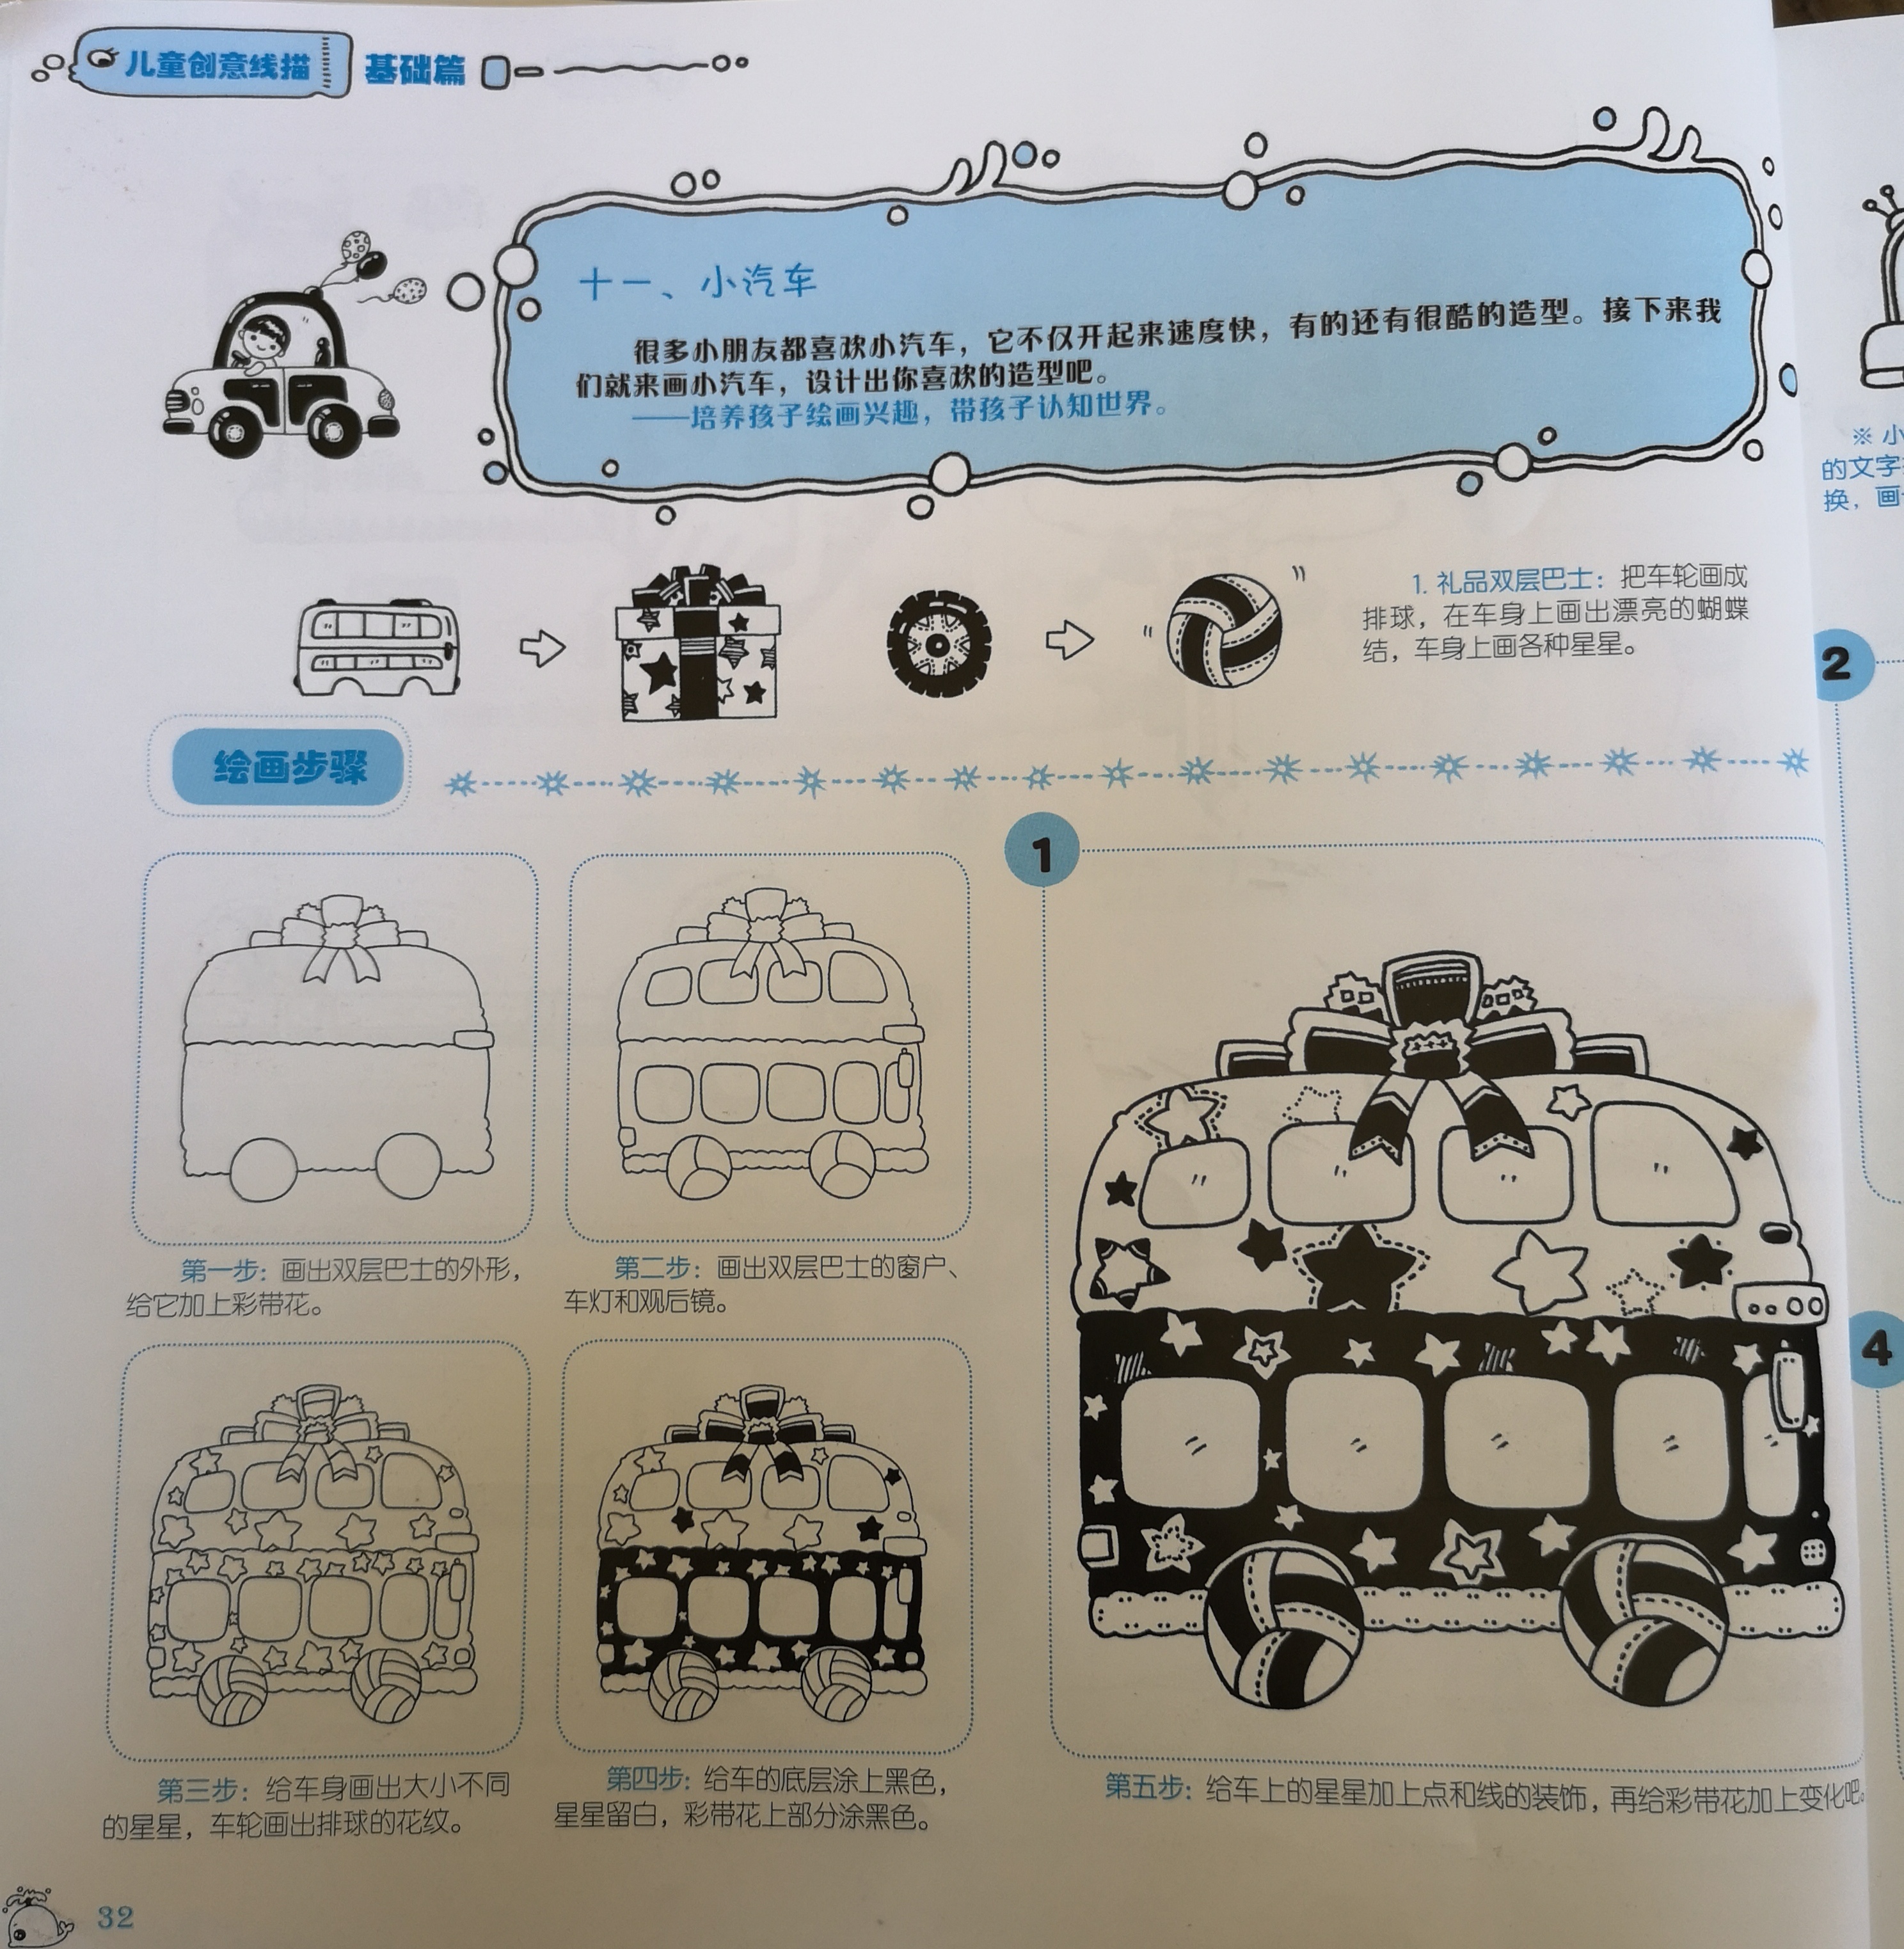 儿童创意线描 基础篇
十一、小汽车
很多小朋友都喜欢小汽车，它不仅开起来速度快，有的还有很酷的造型。接下来我
们就来画小汽车，设计出你喜欢的造型吧。
——培养孩子绘画兴趣，带孩子认知世界。
1. 礼品双层巴士：把车轮画成
排球，在车身上画出漂亮的蝴蝶
结，车身上画各种星星。
绘画步骤
第一步：画出双层巴士的外形，
给它加上彩带花。
第二步：画出双层巴士的窗户、
车灯和观后镜。
第三步：给车身画出大小不同
的星星，车轮画出排球的花纹。
第四步：给车的底层涂上黑色，
星星留白，彩带花上部分涂黑色。
1
第五步：给车上的星星加上点和线的装饰，再给彩带花加上变化吧。
32
※ 小
的文字
换，画
2
4